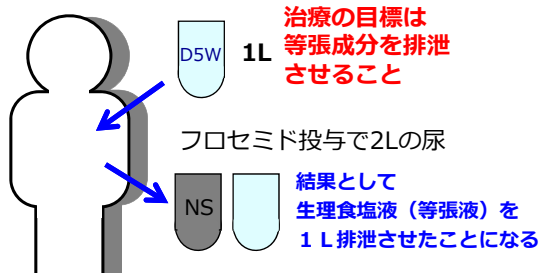 治療の目標は
等張成分を排泄
させること
D5W
1L
フロセミド投与で2Lの尿
NS
結果として
生理食塩液（等張液）を
１Ｌ排泄させたことになる